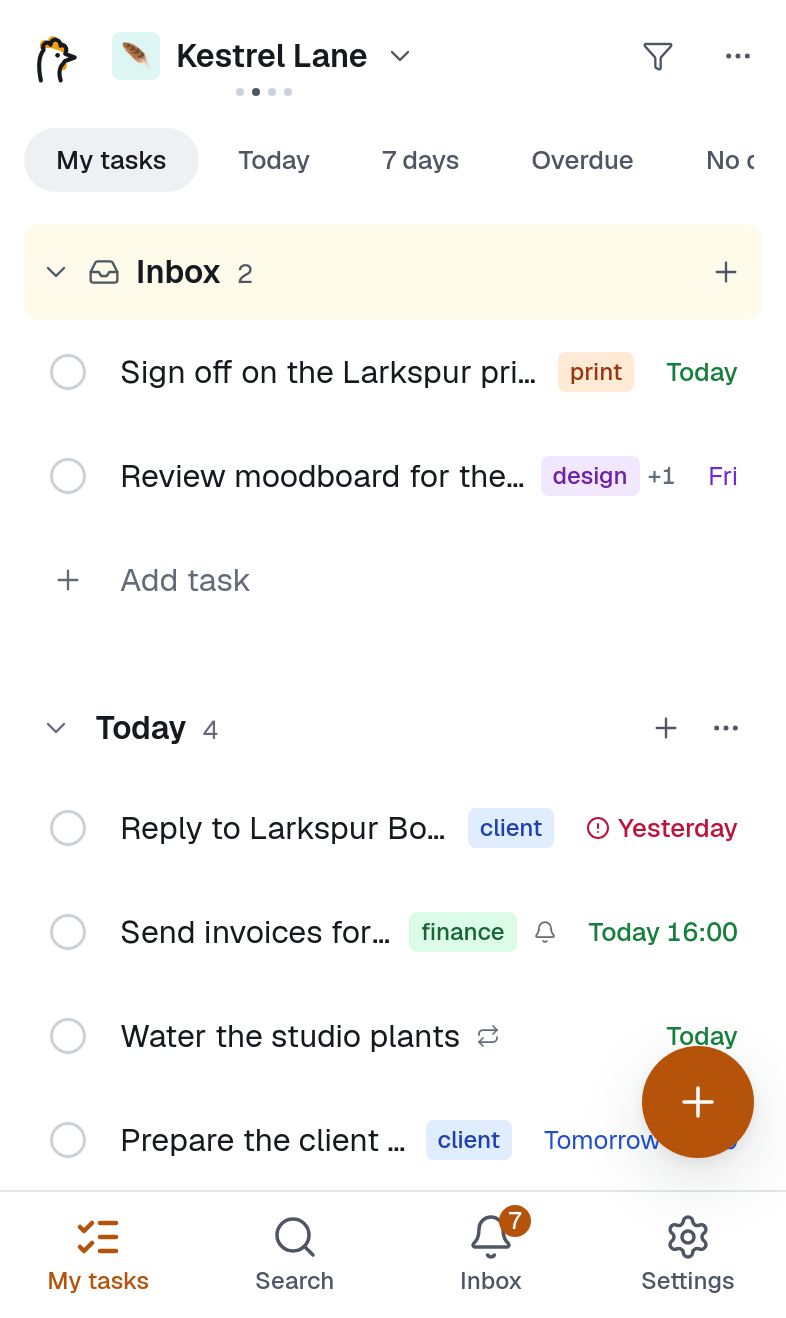 Kestrel Lane
My tasks Today 7 days Overdue No
Inbox 2
Sign off on the Larkspur pri... print Today
Review moodboard for the... design +1 Fri
Add task
Today 4
Reply to Larkspur Bo... client Yesterday
Send invoices for... finance Today 16:00
Water the studio plants Today
Prepare the client ... client Tomorrow
My tasks Search Inbox 7 Settings